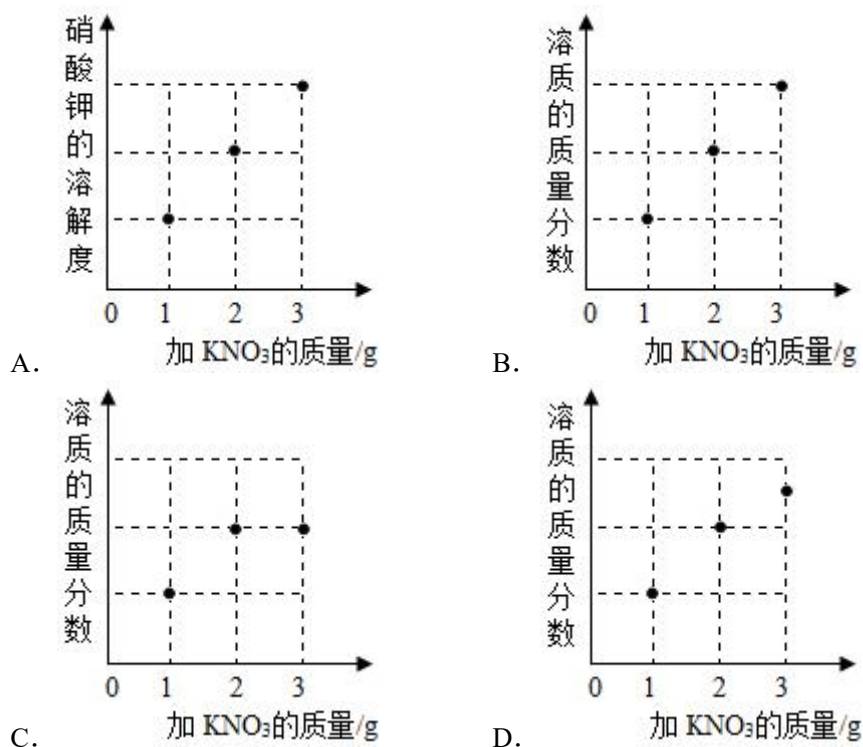 硝酸钾的溶解度
0 1 2 3
加 KNO₃的质量/g
A．
溶质的质量分数
0 1 2 3
加 KNO₃的质量/g
B．
溶质的质量分数
0 1 2 3
加 KNO₃的质量/g
C．
溶质的质量分数
0 1 2 3
加 KNO₃的质量/g
D．